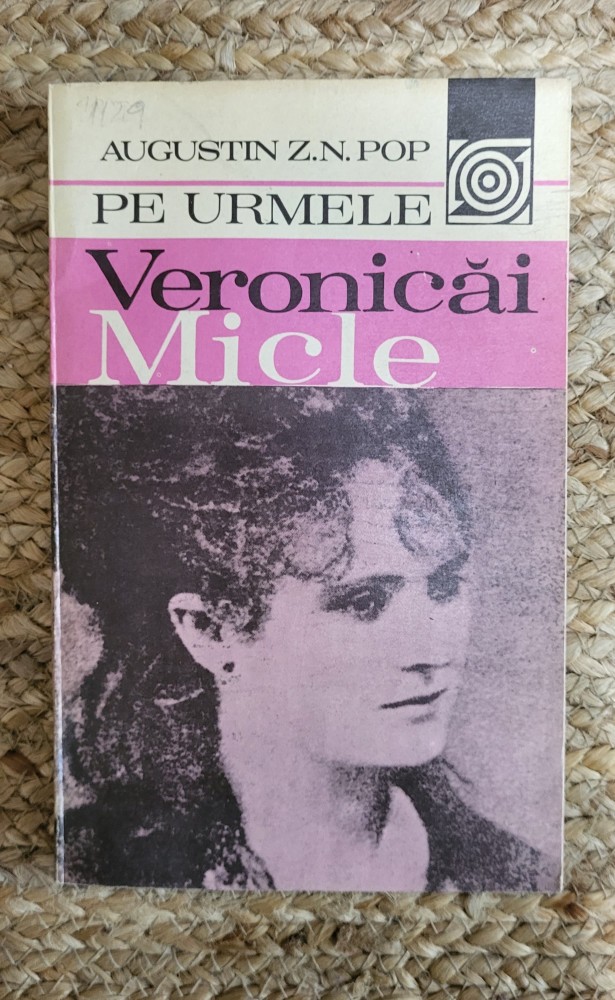 AUGUSTIN Z.N. POP
PE URMELE
Veronicăi
Micle